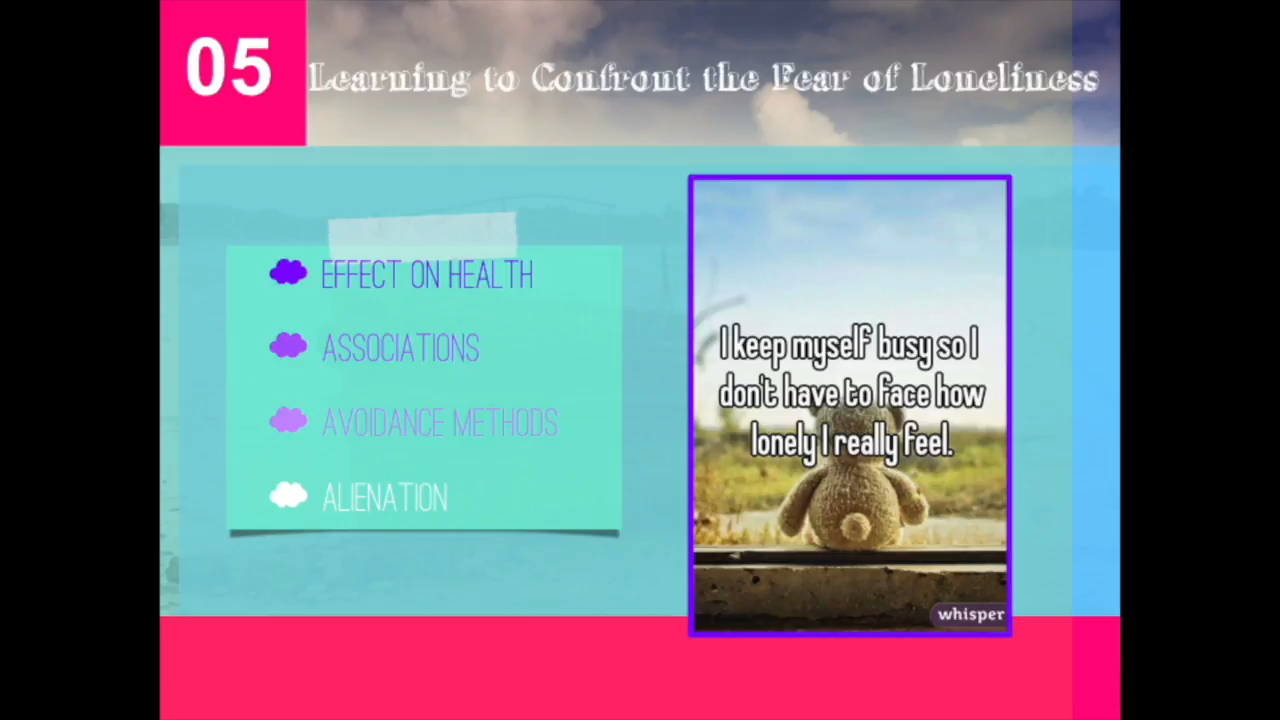 05
Learning to Confront the Fear of Loneliness
EFFECT ON HEALTH
ASSOCIATIONS
AVOIDANCE METHODS
ALIENATION
I keep myself busy so I
don't have to face how
lonely I really feel.
whisper